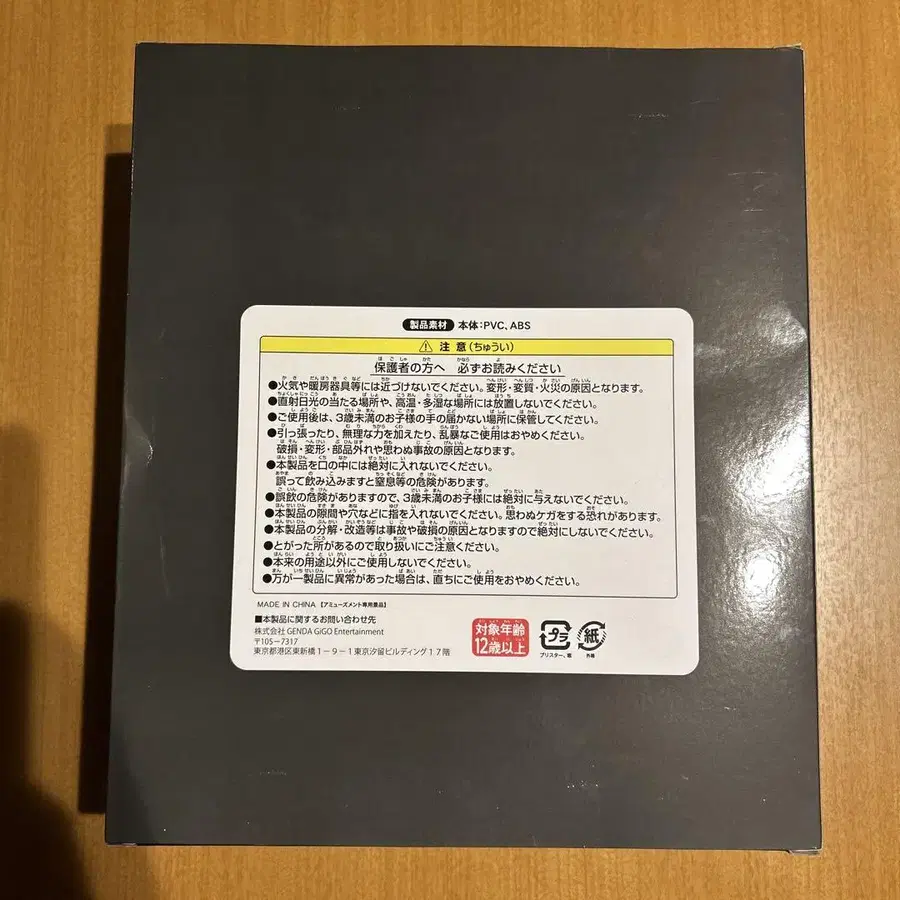 製品素材 本体:PVC、ABS
注意(ちゅうい)
保護者の方へ 必ずお読みください
●火気や暖房器具等には近づけないでください。変形・変質・火災の原因となります。
●直射日光の当たる場所や、高温・多湿な場所には放置しないでください。
●ご使用後は、3歳未満のお子様の手の届かない場所に保管してください。
●引っ張ったり、無理な力を加えたり、乱暴なご使用はおやめください。
破損・変形・部品外れや思わぬ事故の原因となります。
●本製品を口の中には絶対に入れないでください。
誤って飲み込みますと窒息等の危険があります。
●誤飲の危険がありますので、3歳未満のお子様には絶対に与えないでください。
●本製品の隙間や穴などに指を入れないでください。思わぬケガをする恐れがあります。
●本製品の分解・改造等は事故や破損の原因となりますので絶対にしないでください。
●とがった所があるので取り扱いにご注意ください。
●本来の用途以外にご使用しないでください。
●万が一製品に異常があった場合は、直ちにご使用をおやめください。
MADE IN CHINA 【アミューズメント専用景品】
■本製品に関するお問い合わせ先
株式会社 GENDA GiGO Entertainment
〒105-7317
東京都港区東新橋1-9-1東京汐留ビルディング17階
対象年齢
12歳以上
プラ
ブリスター、袋
紙
外箱